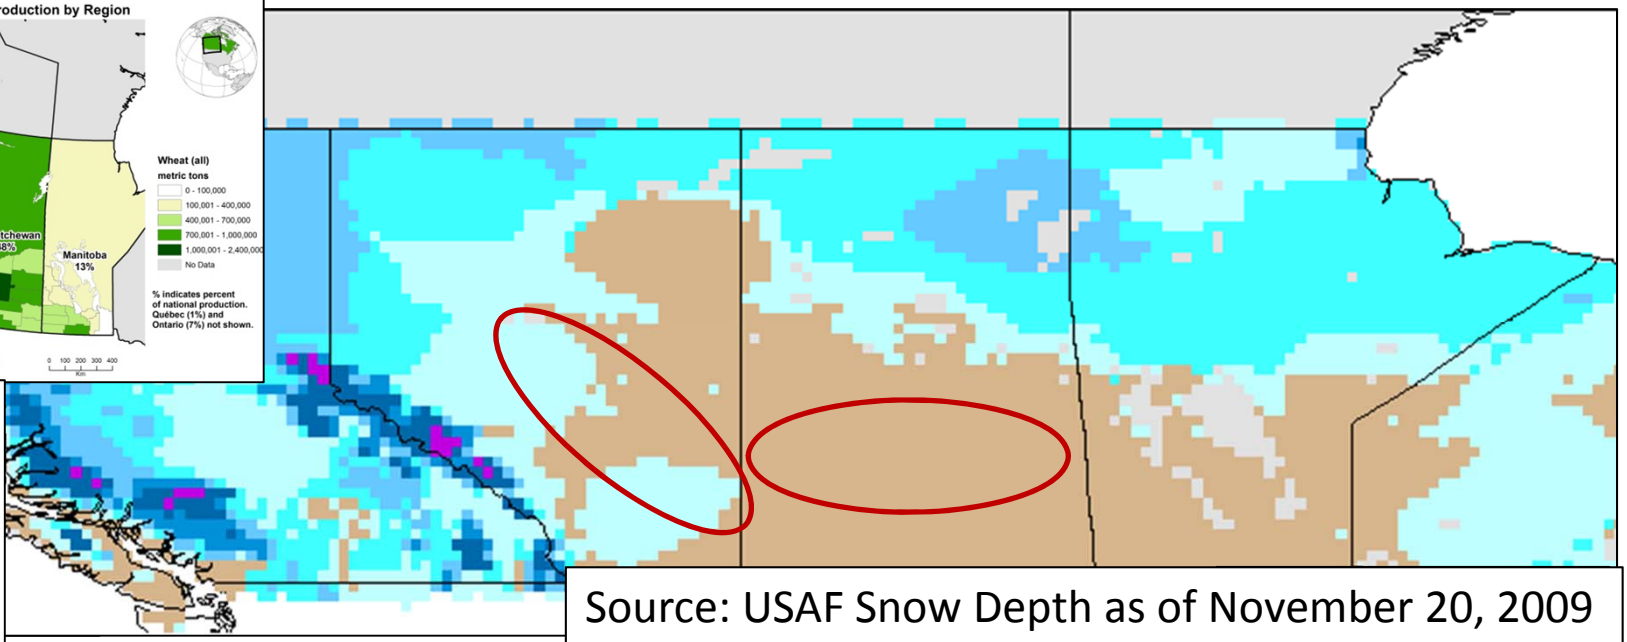 roduction by Region
Wheat (all)
metric tons
0 - 100,000
100,001 - 400,000
400,001 - 700,000
700,001 - 1,000,000
1,000,001 - 2,400,000
No Data
tchewan
48%
Manitoba
13%
% indicates percent
of national production.
Québec (1%) and
Ontario (7%) not shown.
0 100 200 300 400
Km
Source: USAF Snow Depth as of November 20, 2009